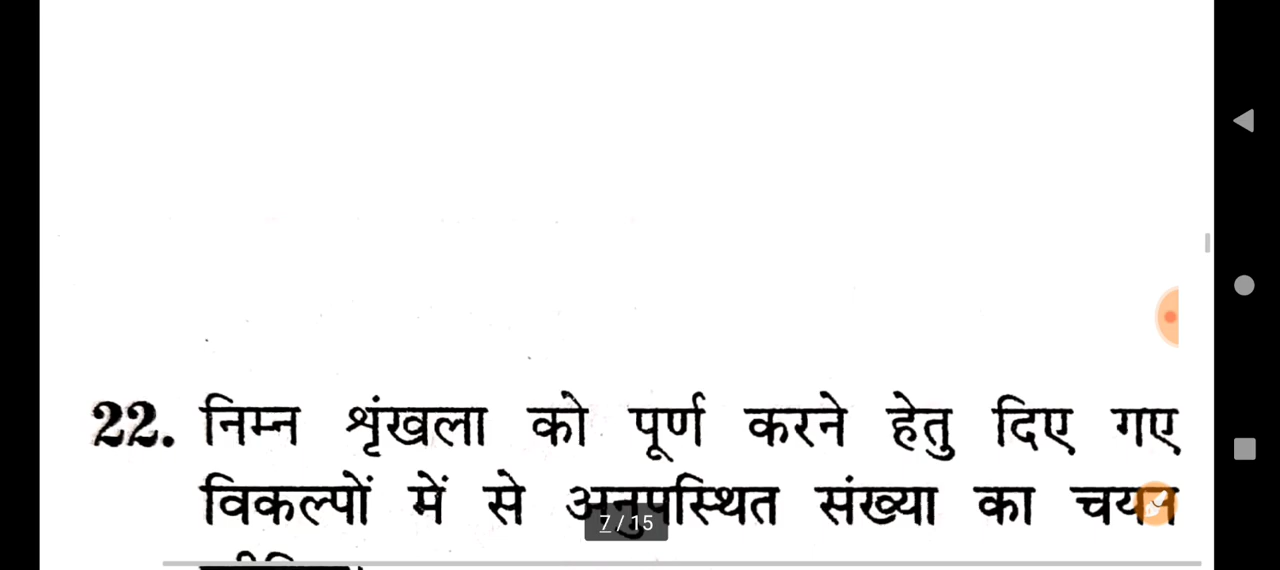 22. निम्न शृंखला को पूर्ण करने हेतु दिए गए
विकल्पों में से अनुपस्थित संख्या का चयन
7 / 15